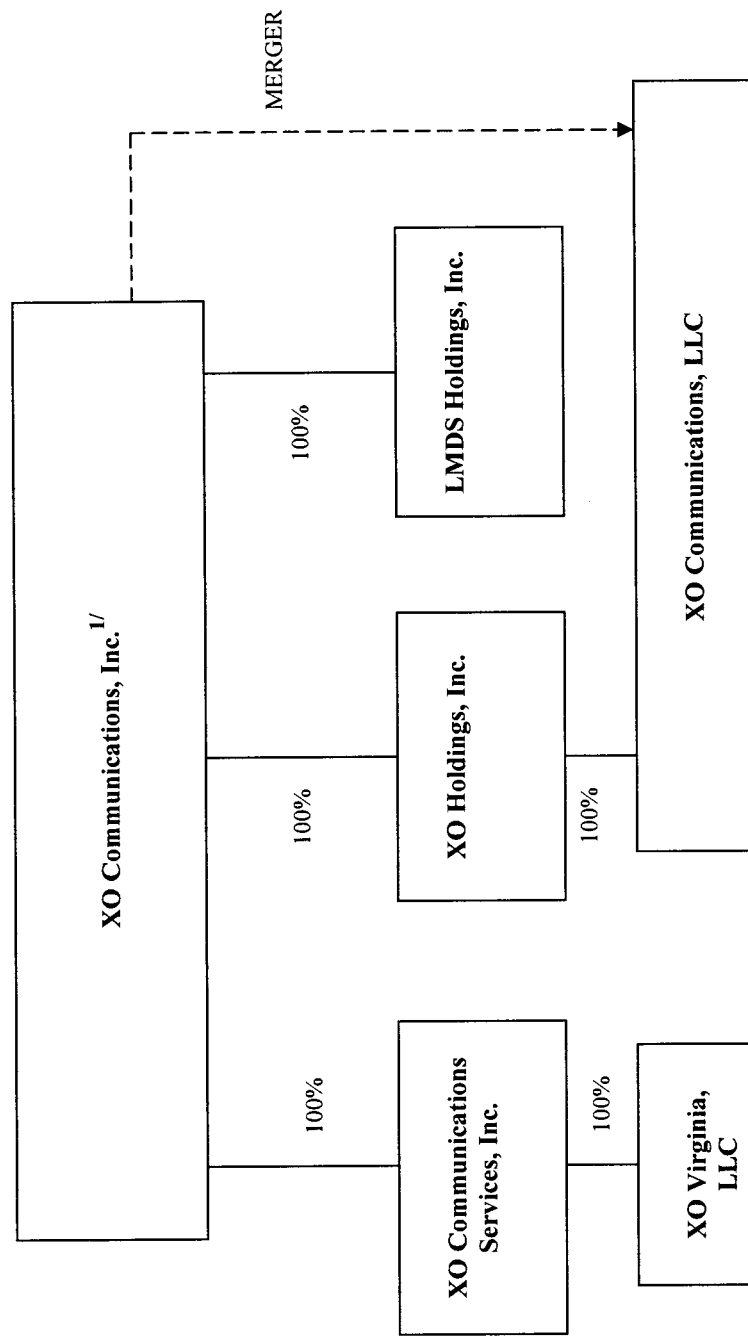 XO Communications, Inc.1/
MERGER
100%
100%
100%
XO Communications
Services, Inc.
XO Holdings, Inc.
LMDS Holdings, Inc.
100%
100%
XO Virginia,
LLC
XO Communications, LLC